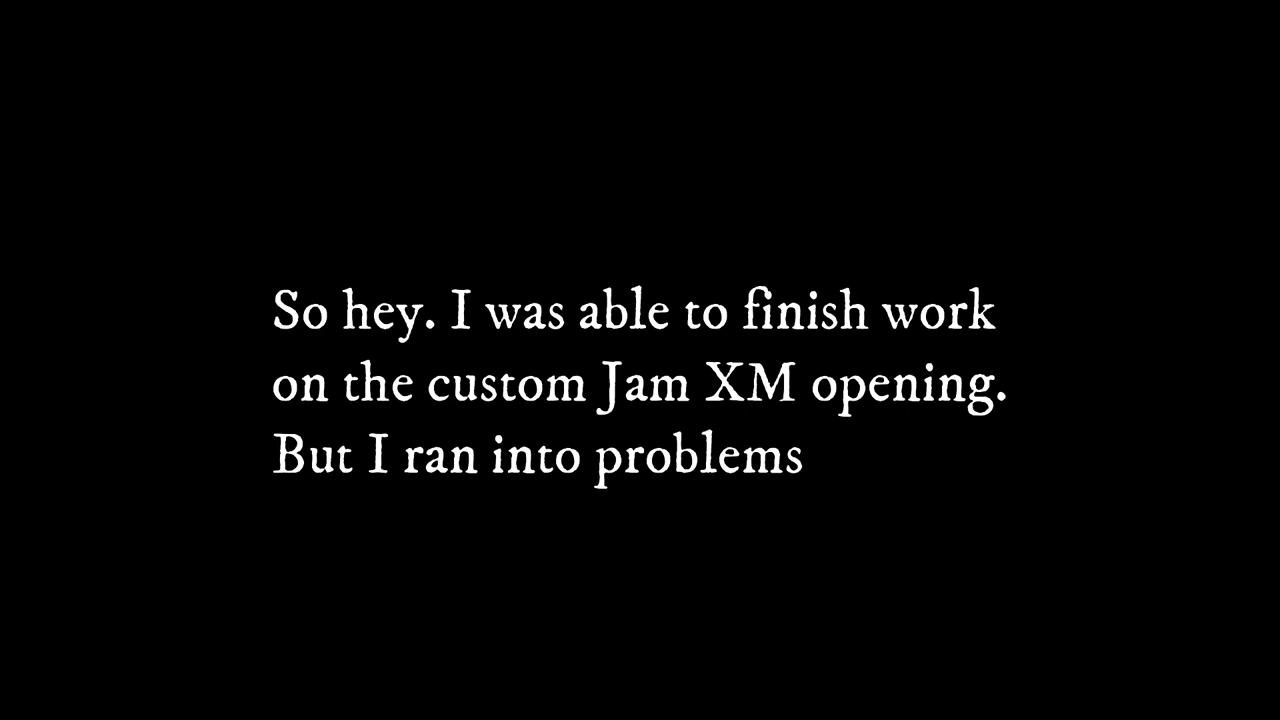 So hey. I was able to finish work
on the custom Jam XM opening.
But I ran into problems